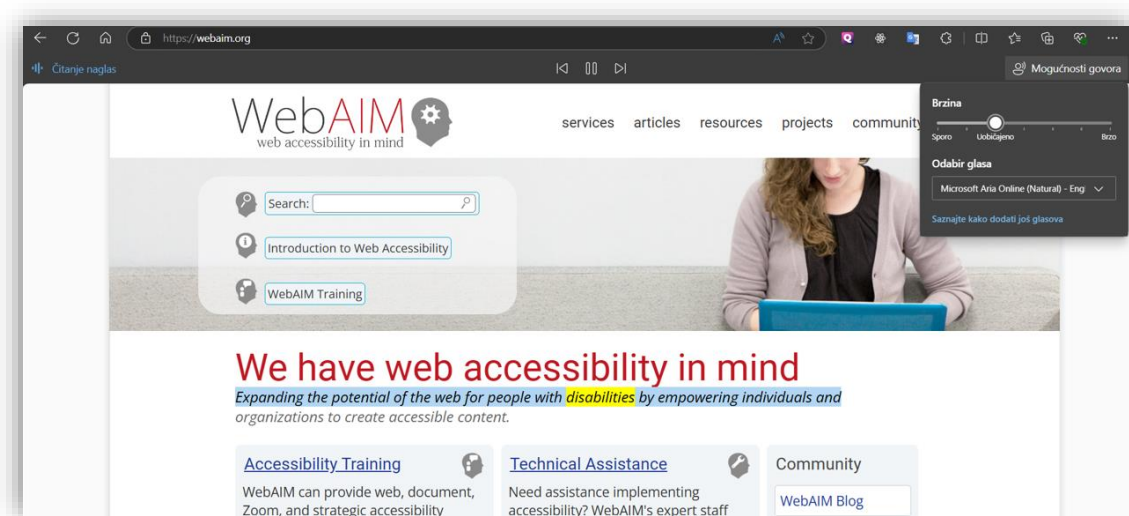 https://webaim.org
Čitanje naglas
Mogućnosti govora
Brzina
Sporo Uobičajeno Brzo
Odabir glasa
Microsoft Aria Online (Natural) - Eng
Saznajte kako dodati još glasova
WebAIM
web accessibility in mind
services articles resources projects community
Search:
Introduction to Web Accessibility
WebAIM Training
We have web accessibility in mind
Expanding the potential of the web for people with disabilities by empowering individuals and
organizations to create accessible content.
Accessibility Training
WebAIM can provide web, document,
Zoom, and strategic accessibility
Technical Assistance
Need assistance implementing
accessibility? WebAIM's expert staff
Community
WebAIM Blog